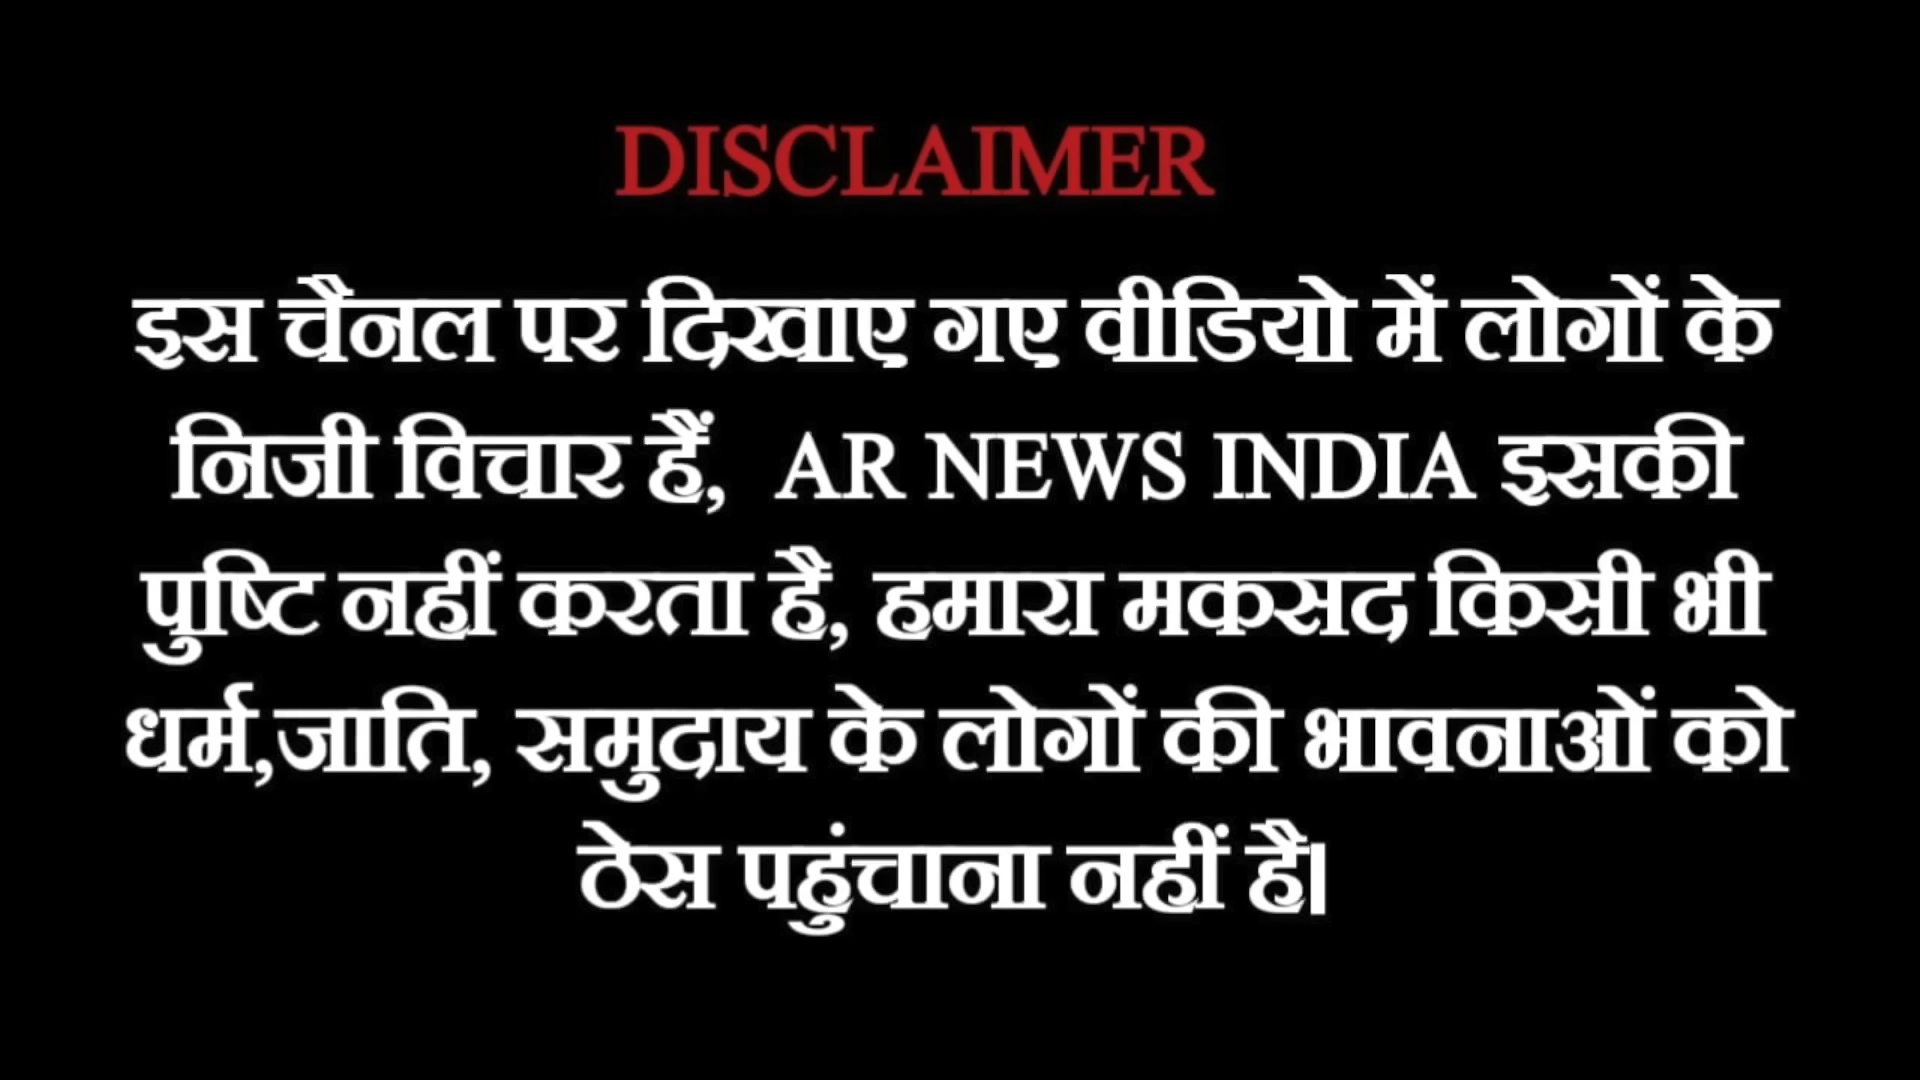 DISCLAIMER
इस चैनल पर दिखाए गए वीडियो में लोगों के
निजी विचार हैं,  AR NEWS INDIA इसकी
पुष्टि नहीं करता है, हमारा मकसद किसी भी
धर्म,जाति, समुदाय के लोगों की भावनाओं को
ठेस पहुंचाना नहीं है।